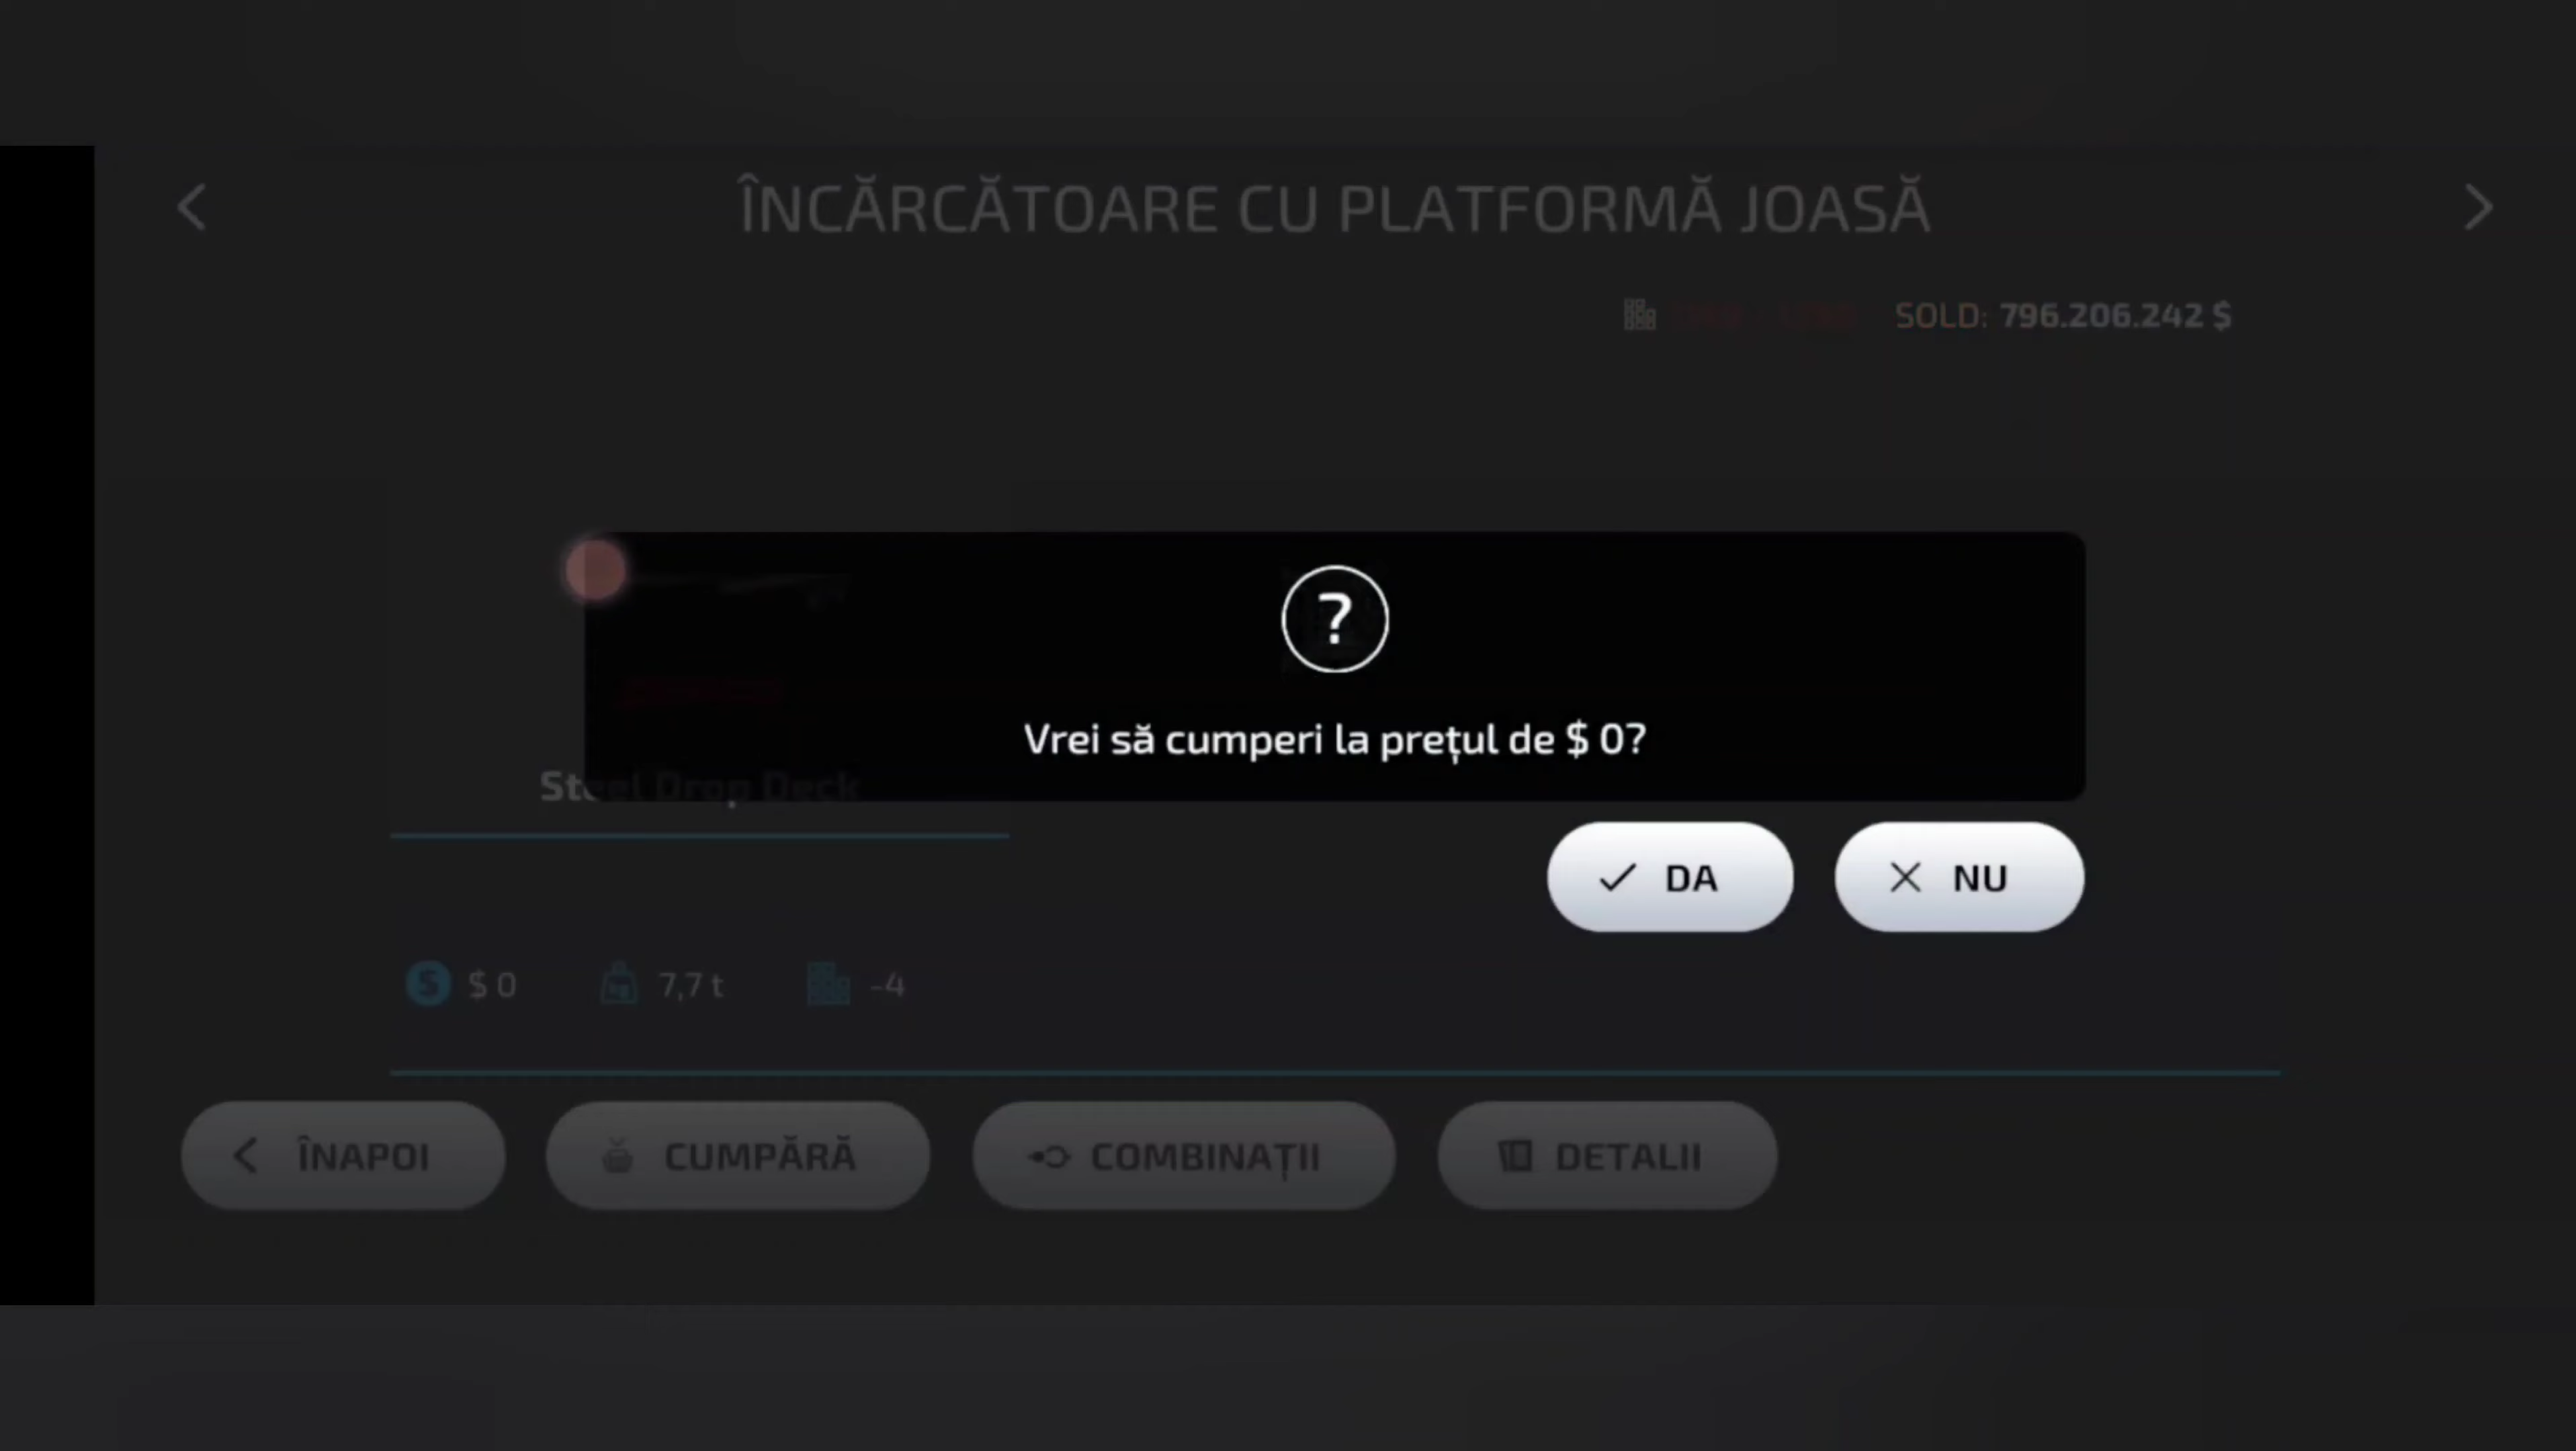 ÎNCĂRCĂTOARE CU PLATFORMĂ JOASĂ
SOLD: 796.206.242 $
?
Vrei să cumperi la prețul de $ 0?
Steel Drop Deck
DA
NU
$ 0
7,7 t
-4
ÎNAPOI
CUMPĂRĂ
COMBINAȚII
DETALII